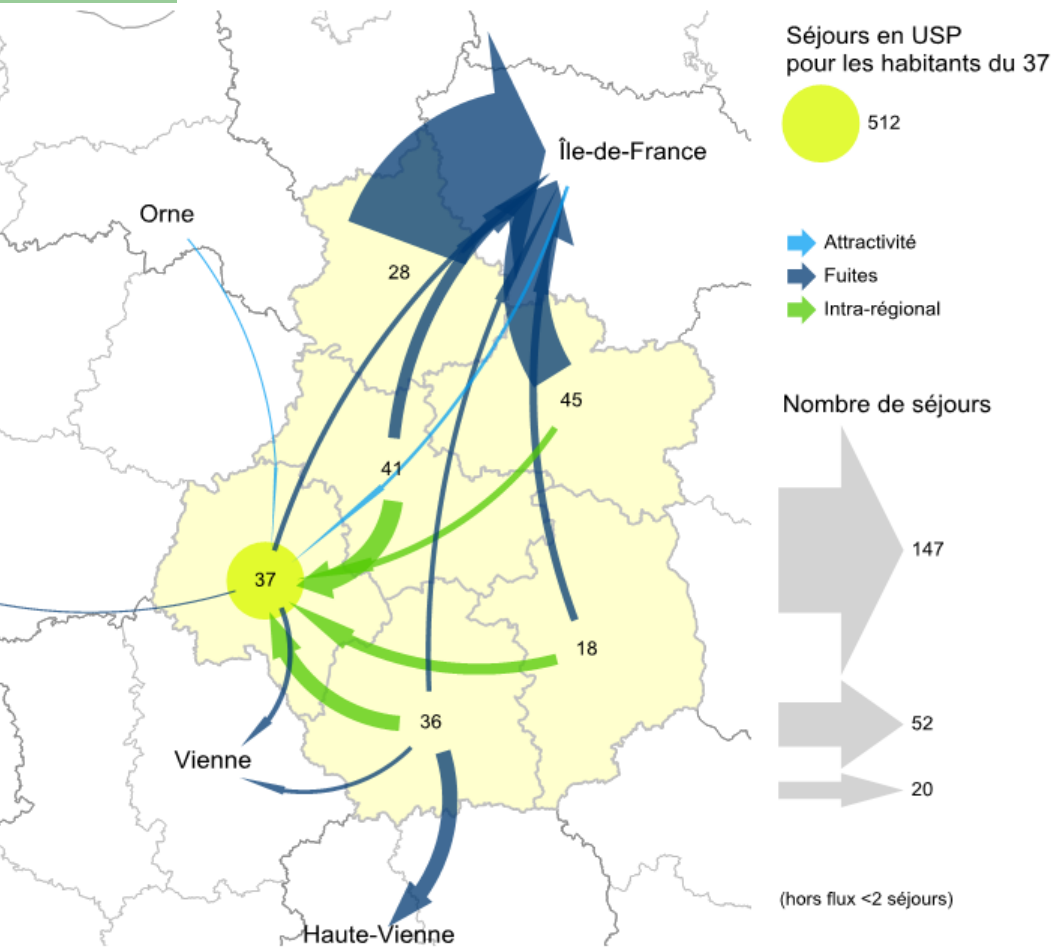 Séjours en USP
pour les habitants du 37
512
Île-de-France
Orne
Attractivité
28
Fuites
Intra-régional
45
Nombre de séjours
41
147
37
18
36
52
Vienne
20
(hors flux <2 séjours)
Haute-Vienne